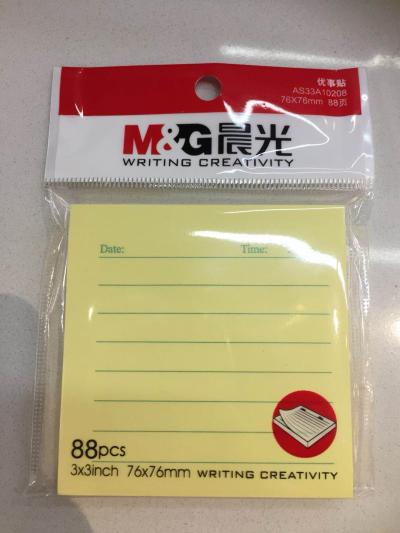 优事贴
AS33A10208
76X76mm 88页
M&G晨光
WRITING CREATIVITY
Date: Time:
88pcs
3x3inch 76x76mm WRITING CREATIVITY